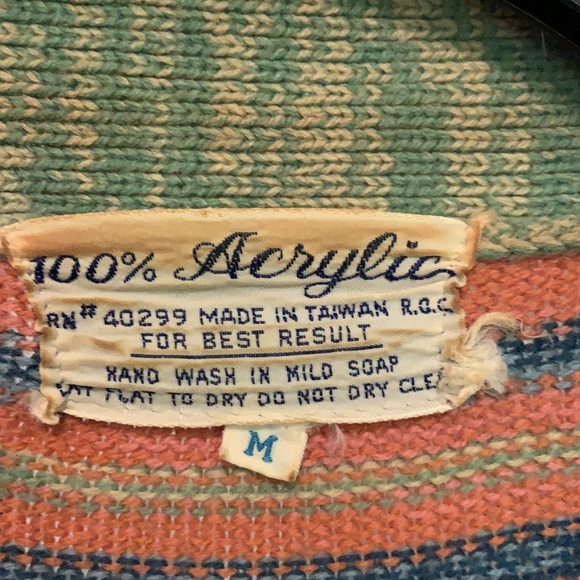 100% Acrylic
RN# 40299 MADE IN TAIWAN R.O.C.
FOR BEST RESULT
HAND WASH IN MILD SOAP
FLAT TO DRY DO NOT DRY
M